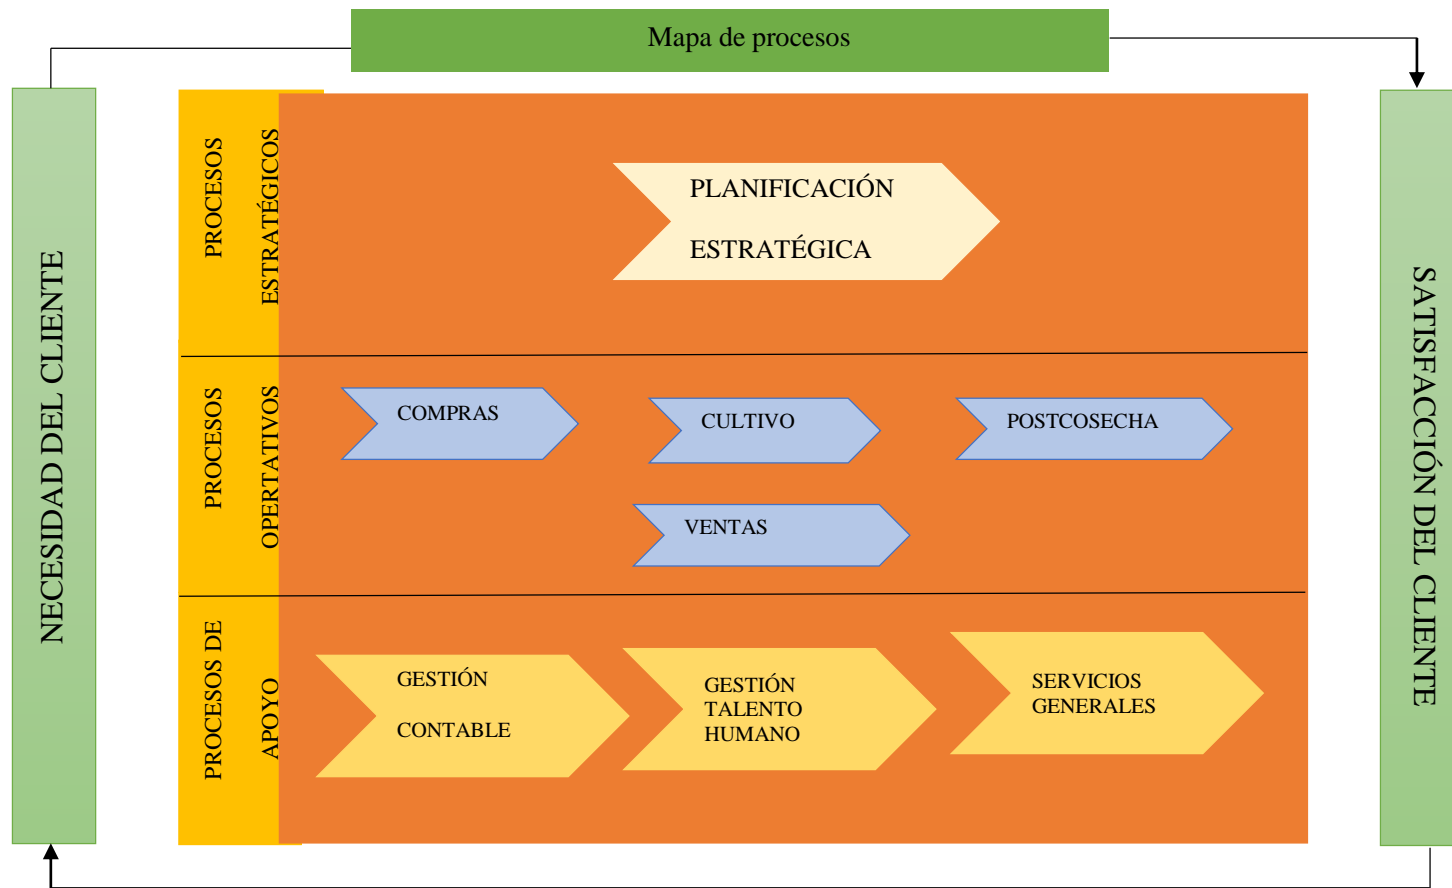 Mapa de procesos
NECESIDAD DEL CLIENTE
PROCESOS
ESTRATÉGICOS
PLANIFICACIÓN
ESTRATÉGICA
PROCESOS
OPERTATIVOS
COMPRAS
CULTIVO
POSTCOSECHA
VENTAS
PROCESOS DE
APOYO
GESTIÓN
CONTABLE
GESTIÓN
TALENTO
HUMANO
SERVICIOS
GENERALES
SATISFACCIÓN DEL CLIENTE